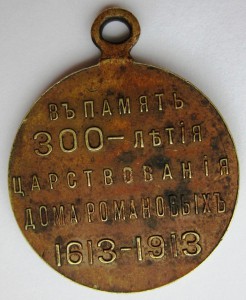 ВЪ ПАМЯТЬ
300-ЛѢТІЯ
ЦАРСТВОВАНІЯ
ДОМА РОМАНОВЫХЪ
1613-1913